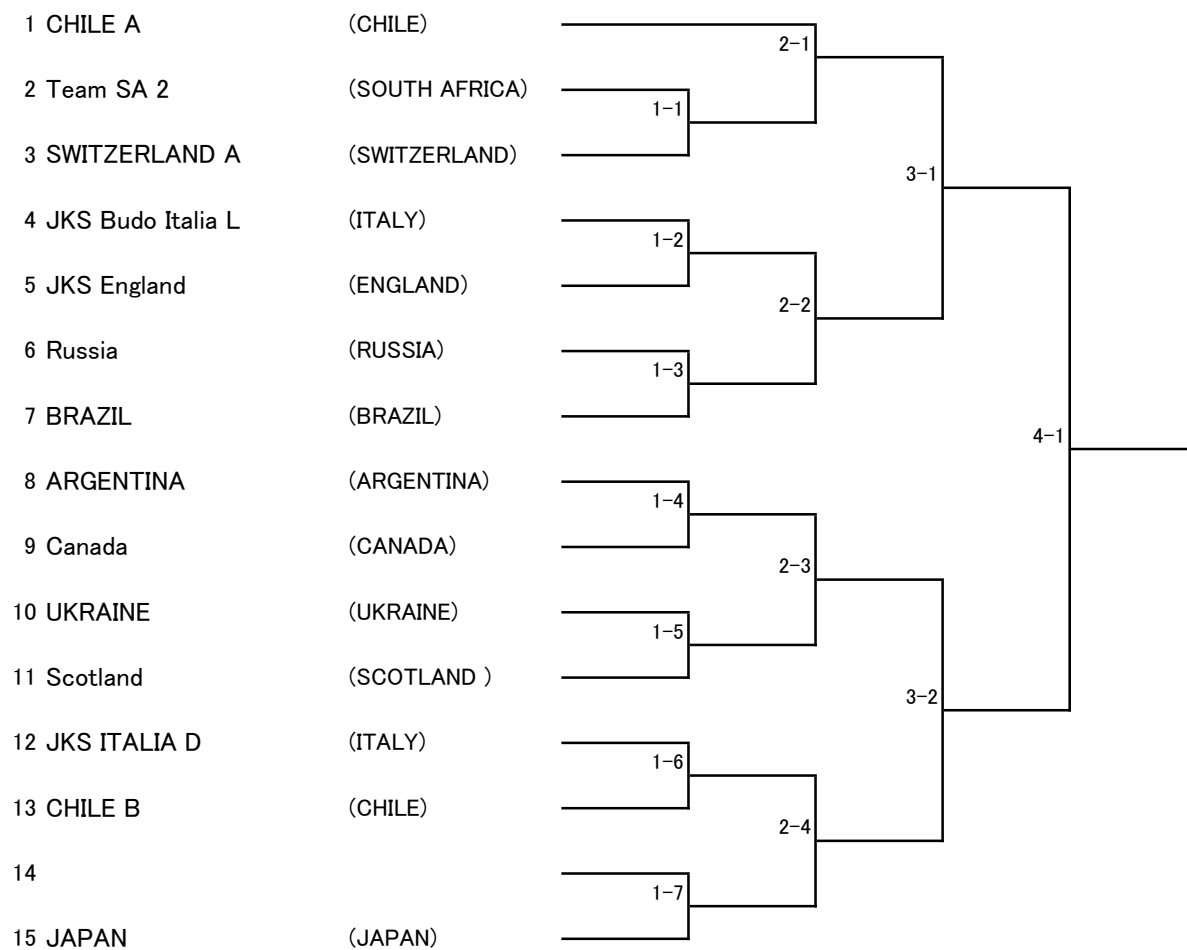 1 CHILE A (CHILE)
2-1
2 Team SA 2 (SOUTH AFRICA)
1-1
3 SWITZERLAND A (SWITZERLAND)
3-1
4 JKS Budo Italia L (ITALY)
1-2
5 JKS England (ENGLAND)
2-2
6 Russia (RUSSIA)
1-3
7 BRAZIL (BRAZIL)
4-1
8 ARGENTINA (ARGENTINA)
1-4
9 Canada (CANADA)
2-3
10 UKRAINE (UKRAINE)
1-5
11 Scotland (SCOTLAND )
3-2
12 JKS ITALIA D (ITALY)
1-6
13 CHILE B (CHILE)
2-4
14
1-7
15 JAPAN (JAPAN)